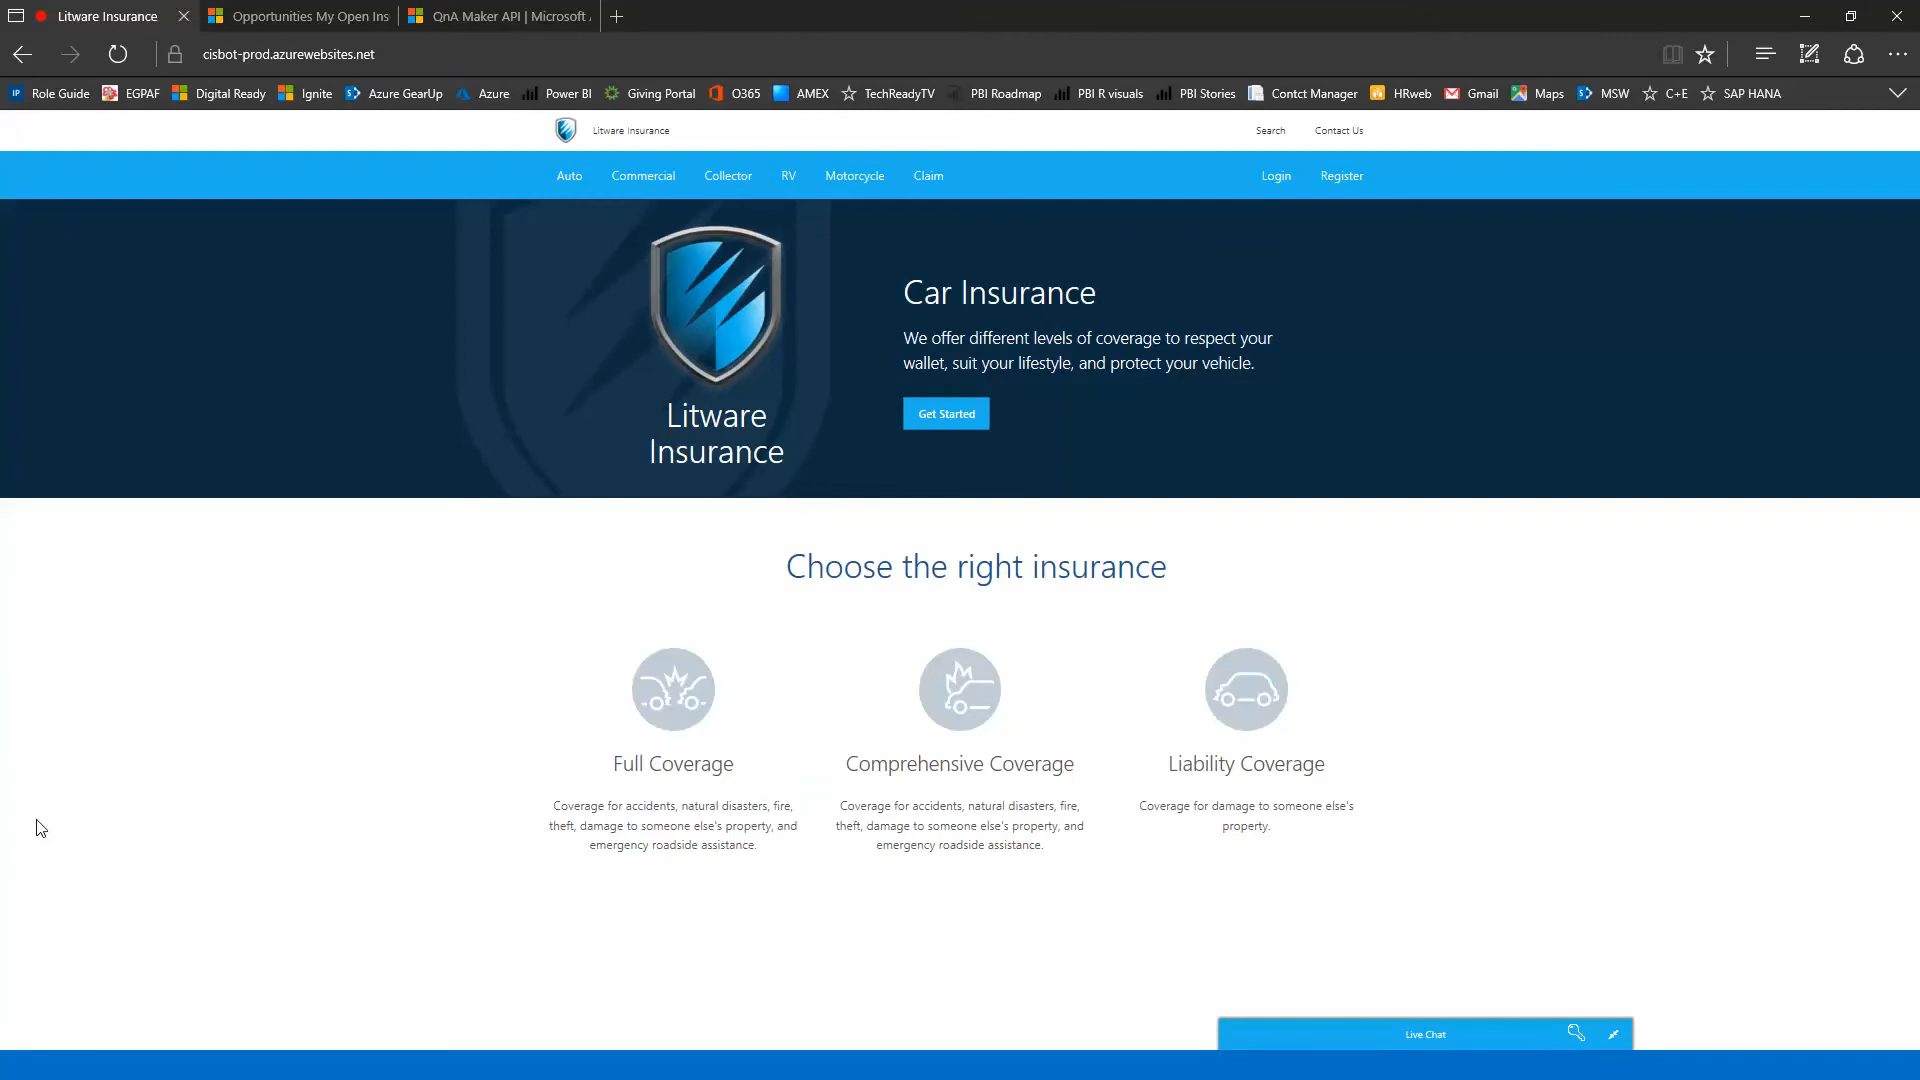 Litware Insurance
Opportunities My Open Ins
QnA Maker API | Microsoft
cisbot-prod.azurewebsites.net
IP Role Guide EGPAF Digital Ready Ignite Azure GearUp Azure Power BI Giving Portal O365 AMEX TechReadyTV PBI Roadmap PBI R visuals PBI Stories Contct Manager HRweb Gmail Maps MSW C+E SAP HANA
Litware Insurance
Search Contact Us
Auto Commercial Collector RV Motorcycle Claim Login Register
Litware
Insurance
Car Insurance
We offer different levels of coverage to respect your
wallet, suit your lifestyle, and protect your vehicle.
Get Started
Choose the right insurance
Full Coverage
Coverage for accidents, natural disasters, fire,
theft, damage to someone else's property, and
emergency roadside assistance.
Comprehensive Coverage
Coverage for accidents, natural disasters, fire,
theft, damage to someone else's property, and
emergency roadside assistance.
Liability Coverage
Coverage for damage to someone else's
property.
Live Chat